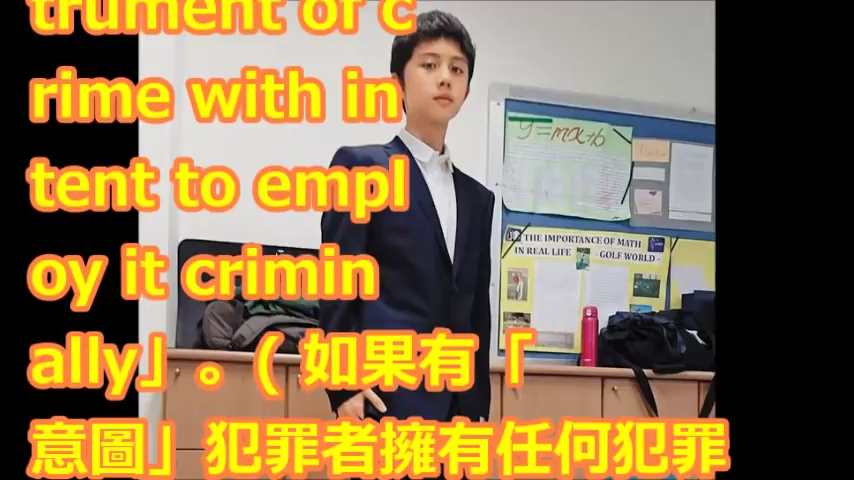 trument of c
rime with in
tent to empl
oy it crimin
ally」。( 如果有「
意圖」犯罪者擁有任何犯罪
y=mx+b
THE IMPORTANCE OF MATH
IN REAL LIFE
-GOLF WORLD-